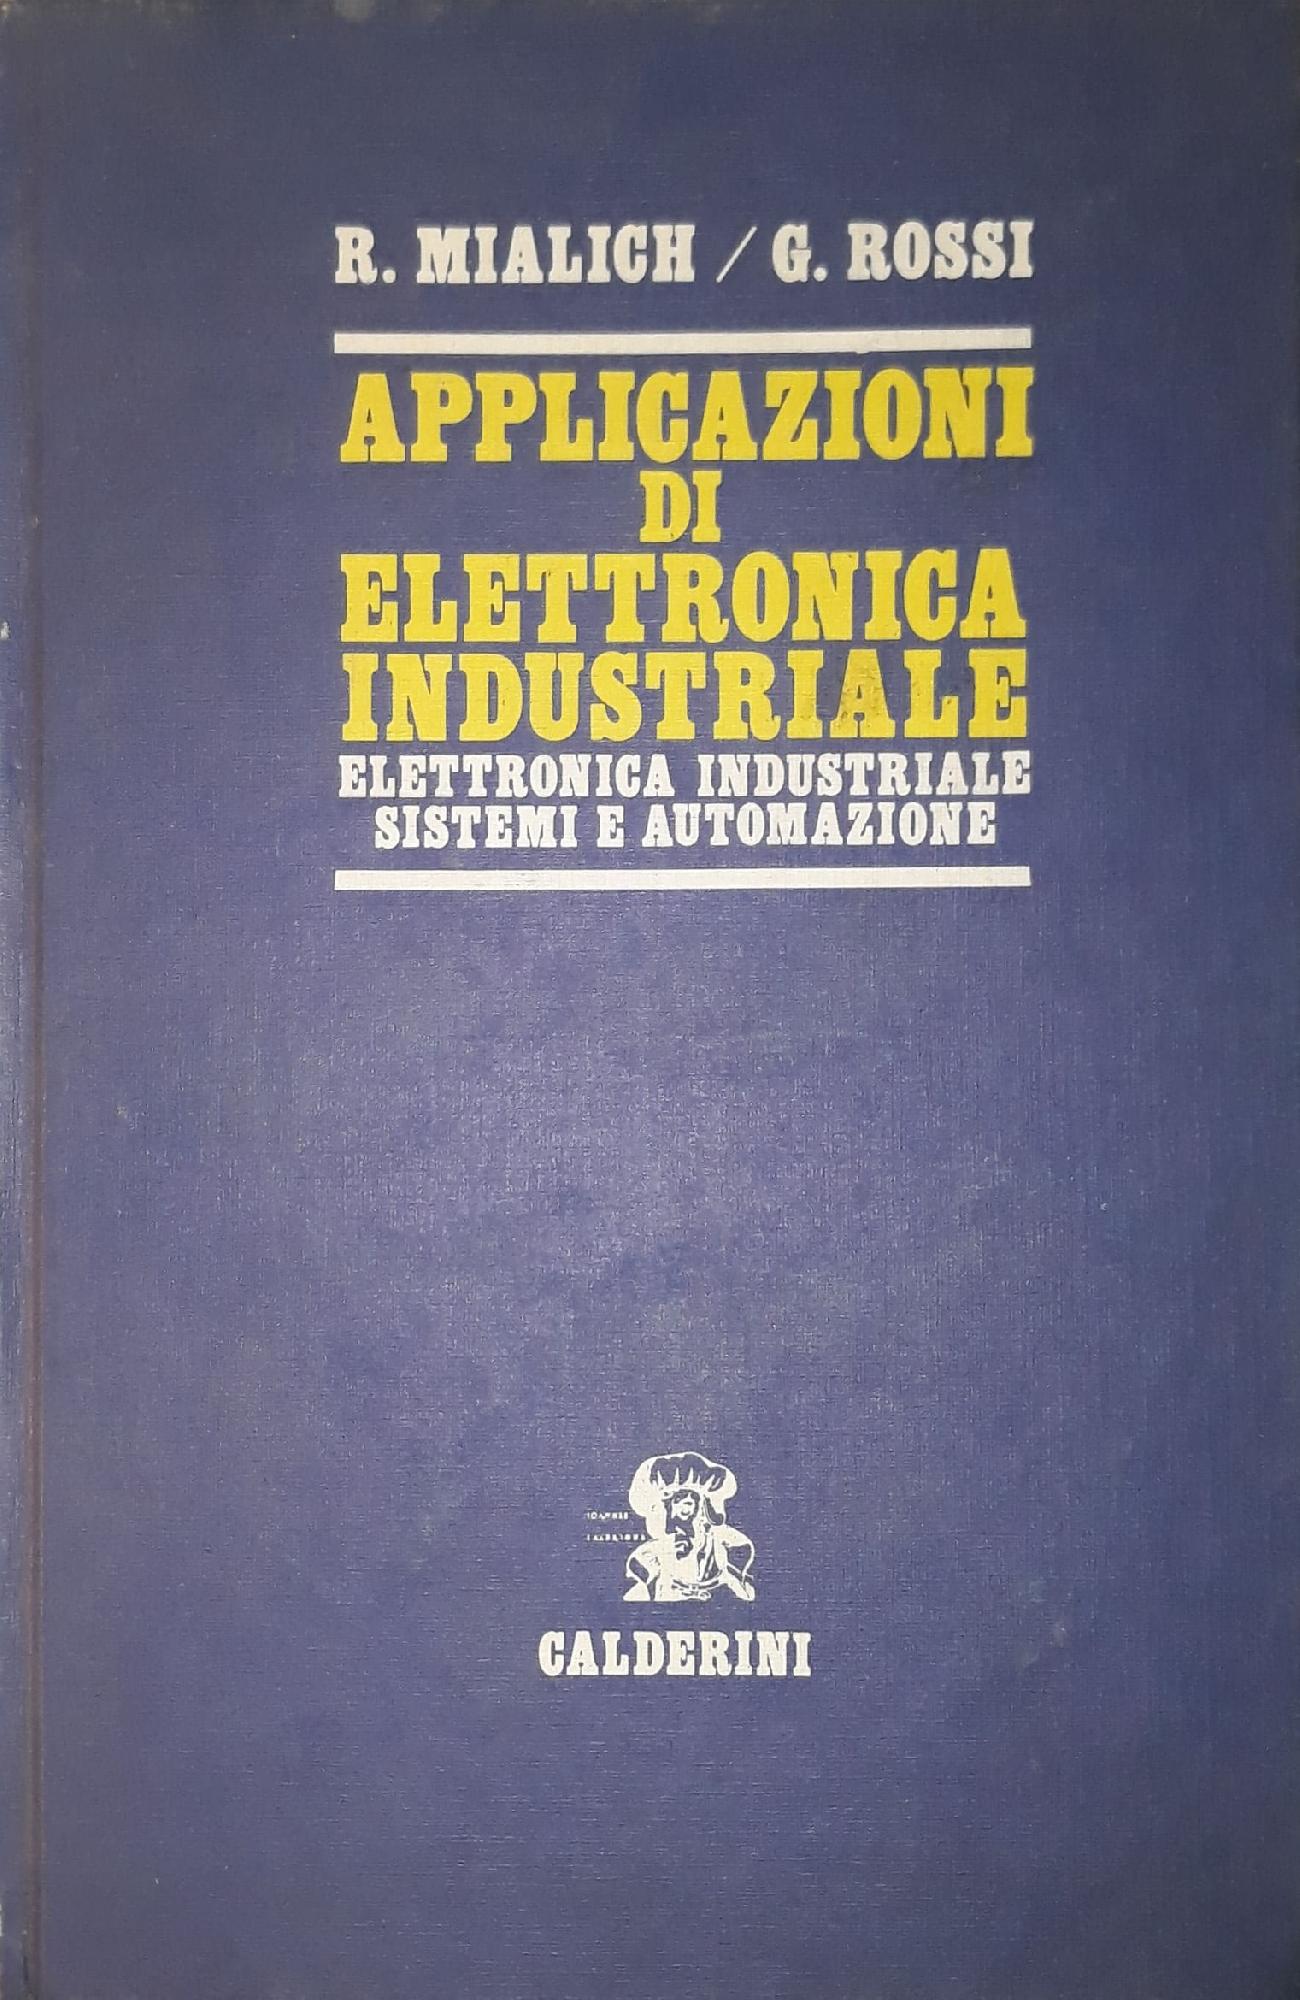 R. MIALICH / G. ROSSI
APPLICAZIONI
DI
ELETTRONICA
INDUSTRIALE
ELETTRONICA INDUSTRIALE
SISTEMI E AUTOMAZIONE
CALDERINI